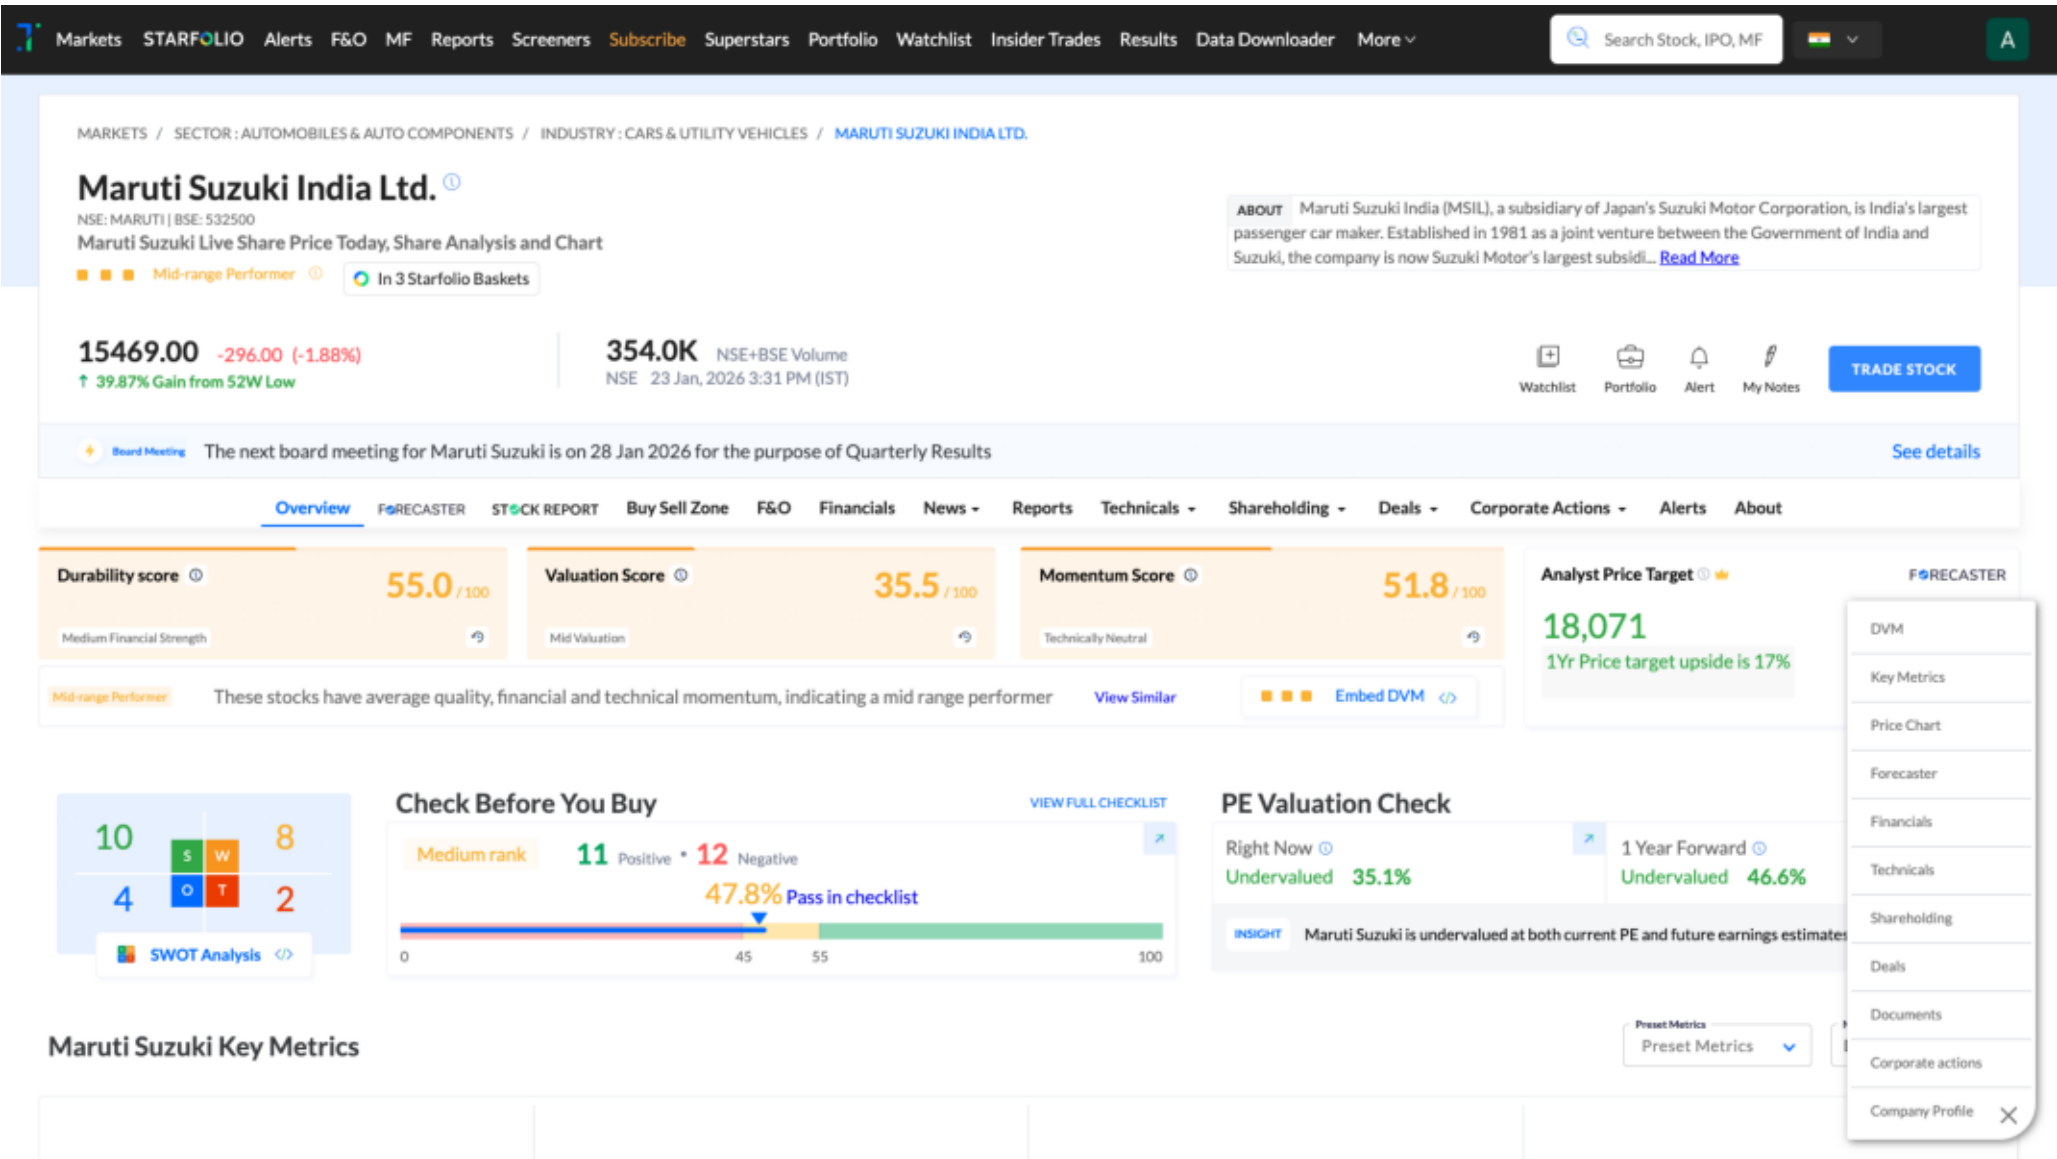 Markets STARFOLIO Alerts F&O MF Reports Screeners Subscribe Superstars Portfolio Watchlist Insider Trades Results Data Downloader More Search Stock, IPO, MF A
MARKETS / SECTOR : AUTOMOBILES & AUTO COMPONENTS / INDUSTRY : CARS & UTILITY VEHICLES / MARUTI SUZUKI INDIA LTD.
Maruti Suzuki India Ltd.
NSE: MARUTI | BSE: 532500
Maruti Suzuki Live Share Price Today, Share Analysis and Chart
Mid-range Performer In 3 Starfolio Baskets
ABOUT Maruti Suzuki India (MSIL), a subsidiary of Japan's Suzuki Motor Corporation, is India's largest
passenger car maker. Established in 1981 as a joint venture between the Government of India and
Suzuki, the company is now Suzuki Motor's largest subsidi... Read More
15469.00 -296.00 (-1.88%)
↑ 39.87% Gain from 52W Low
354.0K NSE+BSE Volume
NSE 23 Jan, 2026 3:31 PM (IST)
Watchlist Portfolio Alert My Notes TRADE STOCK
Board Meeting The next board meeting for Maruti Suzuki is on 28 Jan 2026 for the purpose of Quarterly Results See details
Overview FORECASTER STOCK REPORT Buy Sell Zone F&O Financials News Reports Technicals Shareholding Deals Corporate Actions Alerts About
Durability score 55.0 / 100
Medium Financial Strength
Valuation Score 35.5 / 100
Mid Valuation
Momentum Score 51.8 / 100
Technically Neutral
Analyst Price Target FORECASTER
18,071
1Yr Price target upside is 17%
Mid-range Performer These stocks have average quality, financial and technical momentum, indicating a mid range performer View Similar Embed DVM </>
10 8
S W
O T
4 2
SWOT Analysis </>
Check Before You Buy VIEW FULL CHECKLIST
Medium rank 11 Positive • 12 Negative
47.8% Pass in checklist
0 45 55 100
PE Valuation Check
Right Now
Undervalued 35.1%
1 Year Forward
Undervalued 46.6%
INSIGHT Maruti Suzuki is undervalued at both current PE and future earnings estimates
Maruti Suzuki Key Metrics
Preset Metrics
Preset Metrics
DVM
Key Metrics
Price Chart
Forecaster
Financials
Technicals
Shareholding
Deals
Documents
Corporate actions
Company Profile